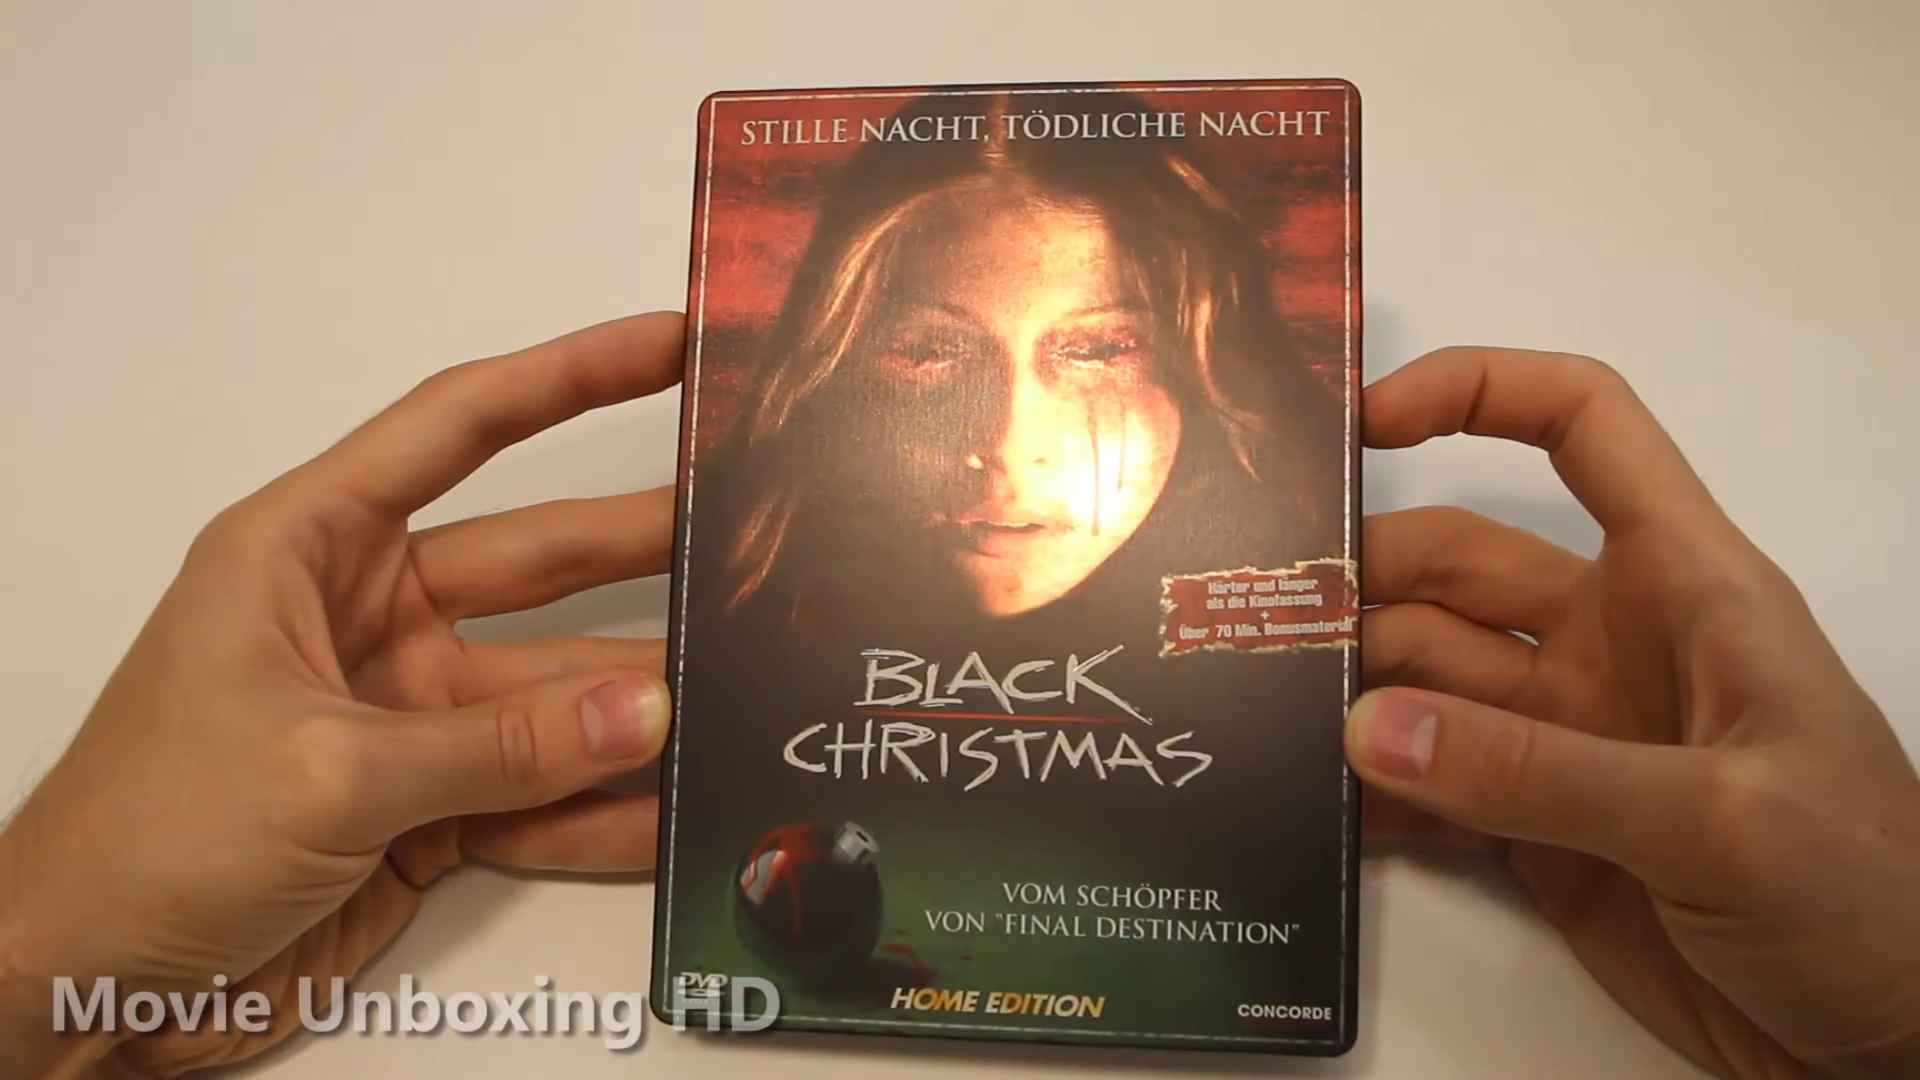 STILLE NACHT, TÖDLICHE NACHT
Härter und länger
als die Kinofassung
+
Über 70 Min. Bonusmaterial
BLACK
CHRISTMAS
VOM SCHÖPFER
VON "FINAL DESTINATION"
DVD
HOME EDITION
CONCORDE
Movie Unboxing HD